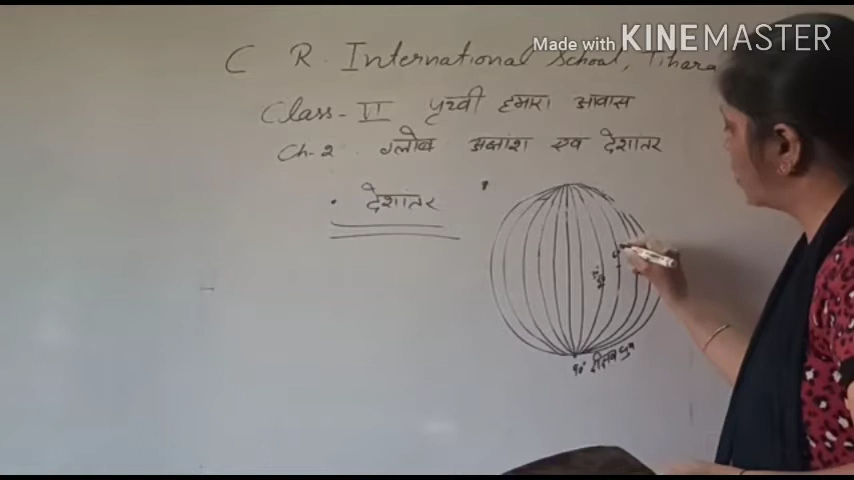 Made with KINEMASTER
C R. International School, Tihara
Class - VI पृथ्वी हमारा आवास
Ch-2 ग्लोब अक्षांश एवं देशांतर
• देशांतर